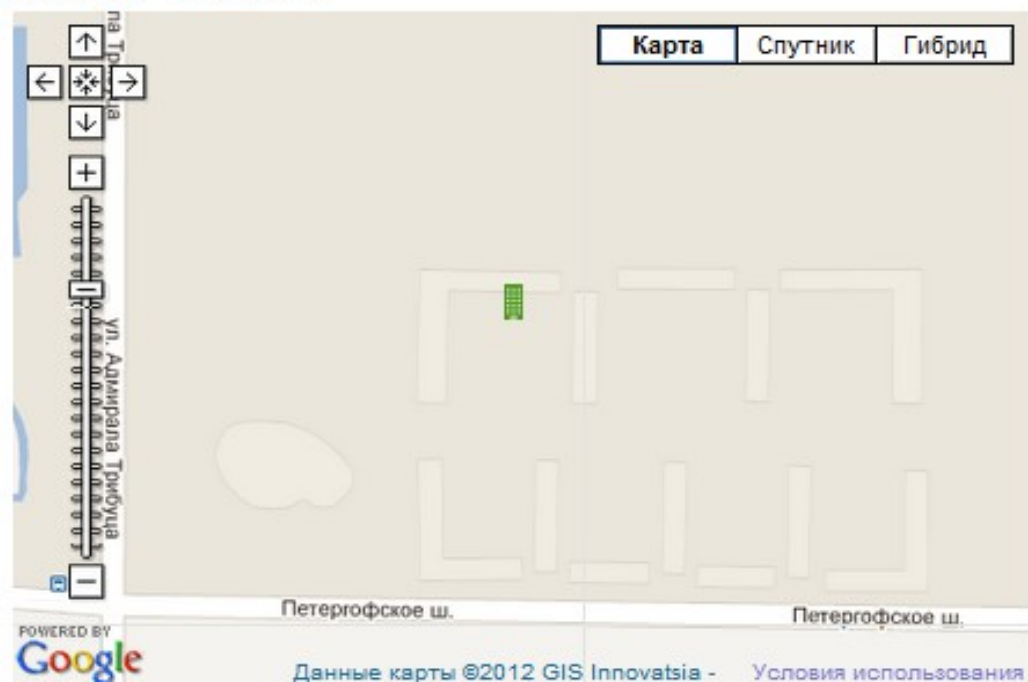 Карта Спутник Гибрид
ул. Адмирала Трибуца
Петергофское ш.
Петергофское ш.
POWERED BY
Google
Данные карты ©2012 GIS Innovatsia - Условия использования